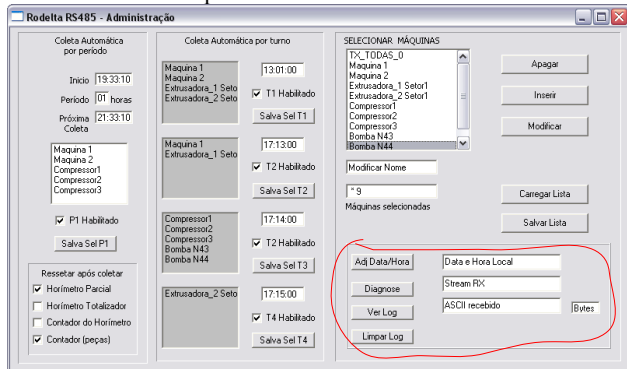 Rodelta RS485 - Administração
Coleta Automática
por período
Inicio 19:33:10
Período 01 horas
Próxima 21:33:10
Coleta
Maquina 1
Maquina 2
Compressor1
Compressor2
Compressor3
P1 Habilitado
Salva Sel P1
Ressetar após coletar
Horímetro Parcial
Horímetro Totalizador
Contador do Horímetro
Contador (peças)
Coleta Automática por turno
Maquina 1
Maquina 2
Extrusadora_1 Seto
Extrusadora_2 Seto
13:01:00
T1 Habilitado
Salva Sel T1
Maquina 1
Extrusadora_1 Seto
17:13:00
T2 Habilitado
Salva Sel T2
Compressor1
Compressor2
Compressor3
Bomba N43
Bomba N44
17:14:00
T2 Habilitado
Salva Sel T3
Extrusadora_2 Seto
17:15:00
T4 Habilitado
Salva Sel T4
SELECIONAR MÁQUINAS
TX_TODAS_0
Maquina 1
Maquina 2
Extrusadora_1 Setor1
Extrusadora_2 Setor1
Compressor1
Compressor2
Compressor3
Bomba N43
Bomba N44
Apagar
Inserir
Modificar
Modificar Nome
" 9
Máquinas selecionadas
Carregar Lista
Salvar Lista
Adj Data/Hora
Data e Hora Local
Diagnose
Stream RX
Ver Log
ASCII recebido
Bytes
Limpar Log